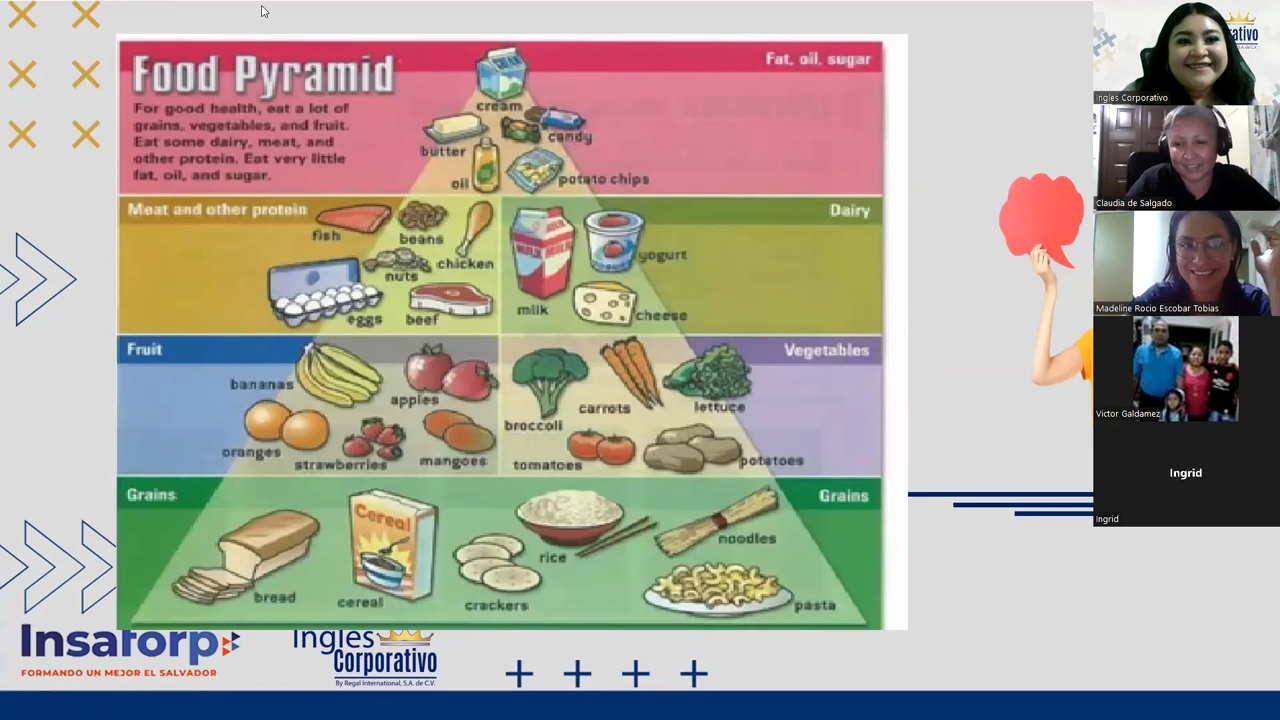 Food Pyramid
Fat, oil, sugar
For good health, eat a lot of
grains, vegetables, and fruit.
Eat some dairy, meat, and
other protein. Eat very little
fat, oil, and sugar.
cream
butter
candy
oil
potato chips
Meat and other protein
Dairy
fish
beans
chicken
nuts
eggs
beef
yogurt
milk
cheese
Fruit
Vegetables
bananas
apples
oranges
strawberries
mangoes
broccoli
carrots
lettuce
tomatoes
potatoes
Grains
Grains
Cereal
bread
cereal
crackers
rice
noodles
pasta
Insaforp
FORMANDO UN MEJOR EL SALVADOR
Ingles
Corporativo
By Regal International, S.A. de C.V.
Ingles Corporativo
Claudia de Salgado
Madeline Rocio Escobar Tobias
Victor Galdamez
Ingrid
Ingrid